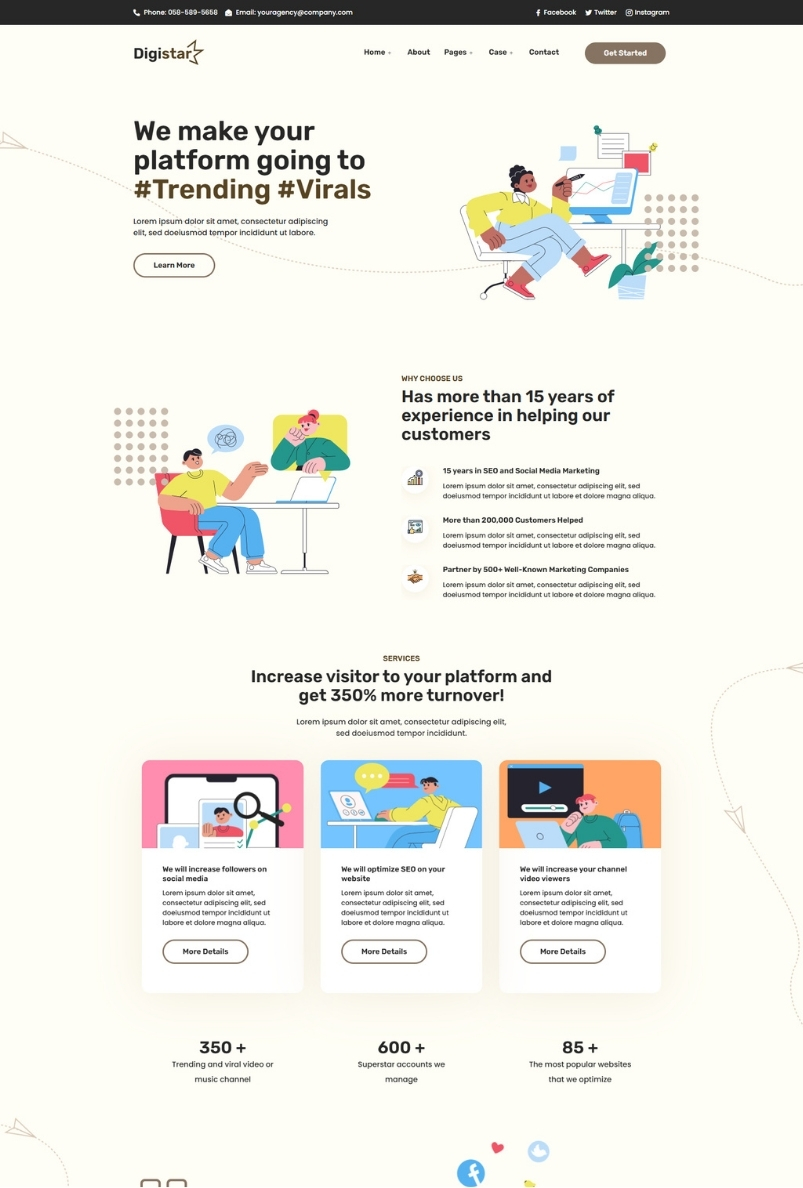 Phone: 058-589-5658 Email: youragency@company.com Facebook Twitter Instagram
Digistar Home + About Pages + Case + Contact Get Started
We make your
platform going to
#Trending #Virals
Lorem ipsum dolor sit amet, consectetur adipiscing
elit, sed doeiusmod tempor incididunt ut labore.
Learn More
WHY CHOOSE US
Has more than 15 years of
experience in helping our
customers
15 years in SEO and Social Media Marketing
Lorem ipsum dolor sit amet, consectetur adipiscing elit, sed
doeiusmod tempor incididunt ut labore et dolore magna aliqua.
More than 200,000 Customers Helped
Lorem ipsum dolor sit amet, consectetur adipiscing elit, sed
doeiusmod tempor incididunt ut labore et dolore magna aliqua.
Partner by 500+ Well-Known Marketing Companies
Lorem ipsum dolor sit amet, consectetur adipiscing elit, sed
doeiusmod tempor incididunt ut labore et dolore magna aliqua.
SERVICES
Increase visitor to your platform and
get 350% more turnover!
Lorem ipsum dolor sit amet, consectetur adipiscing elit,
sed doeiusmod tempor incididunt.
We will increase followers on
social media
Lorem ipsum dolor sit amet,
consectetur adipiscing elit, sed
doeiusmod tempor incididunt ut
labore et dolore magna aliqua.
More Details
We will optimize SEO on your
website
Lorem ipsum dolor sit amet,
consectetur adipiscing elit, sed
doeiusmod tempor incididunt ut
labore et dolore magna aliqua.
More Details
We will increase your channel
video viewers
Lorem ipsum dolor sit amet,
consectetur adipiscing elit, sed
doeiusmod tempor incididunt ut
labore et dolore magna aliqua.
More Details
350 +
Trending and viral video or
music channel
600 +
Superstar accounts we
manage
85 +
The most popular websites
that we optimize